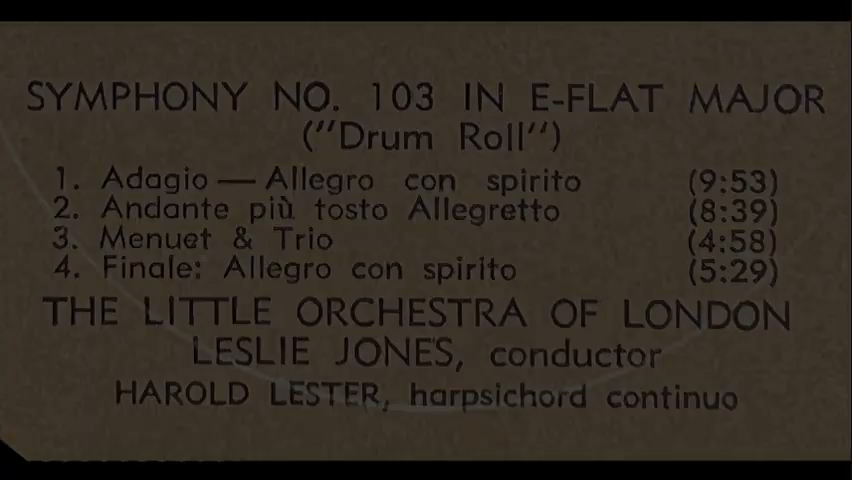 SYMPHONY NO. 103 IN E-FLAT MAJOR
("Drum Roll")
1. Adagio — Allegro con spirito (9:53)
2. Andante più tosto Allegretto (8:39)
3. Menuet & Trio (4:58)
4. Finale: Allegro con spirito (5:29)
THE LITTLE ORCHESTRA OF LONDON
LESLIE JONES, conductor
HAROLD LESTER, harpsichord continuo